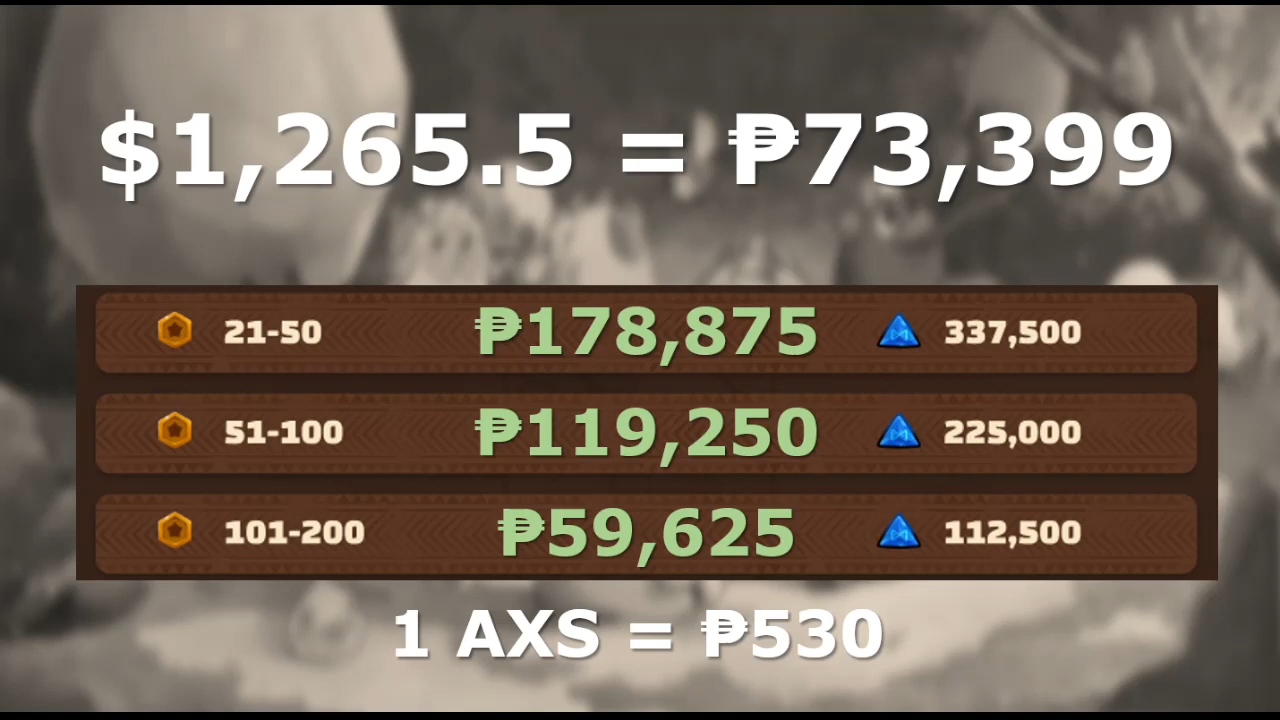 $1,265.5 = ₱73,399
21-50 ₱178,875 337,500
51-100 ₱119,250 225,000
101-200 ₱59,625 112,500
1 AXS = ₱530